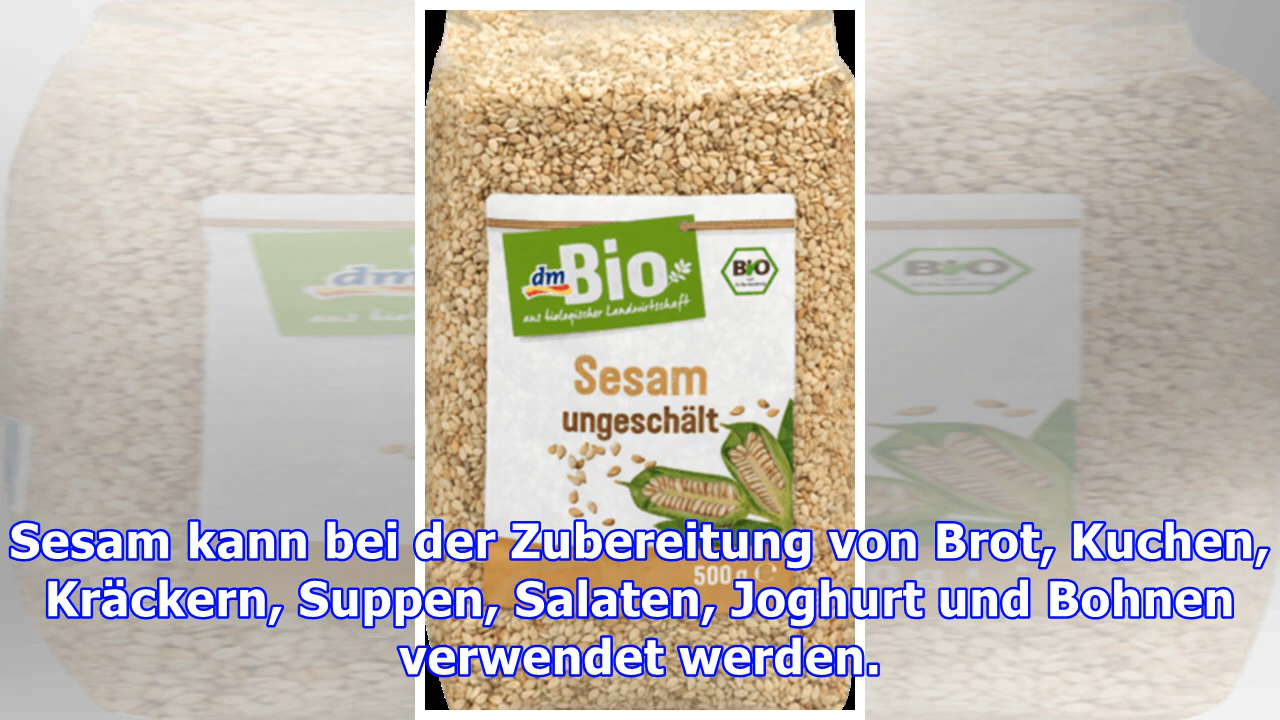 dm Bio
aus biologischer Landwirtschaft
BIO
Sesam
ungeschält
500 g
Sesam kann bei der Zubereitung von Brot, Kuchen,
Kräckern, Suppen, Salaten, Joghurt und Bohnen
verwendet werden.